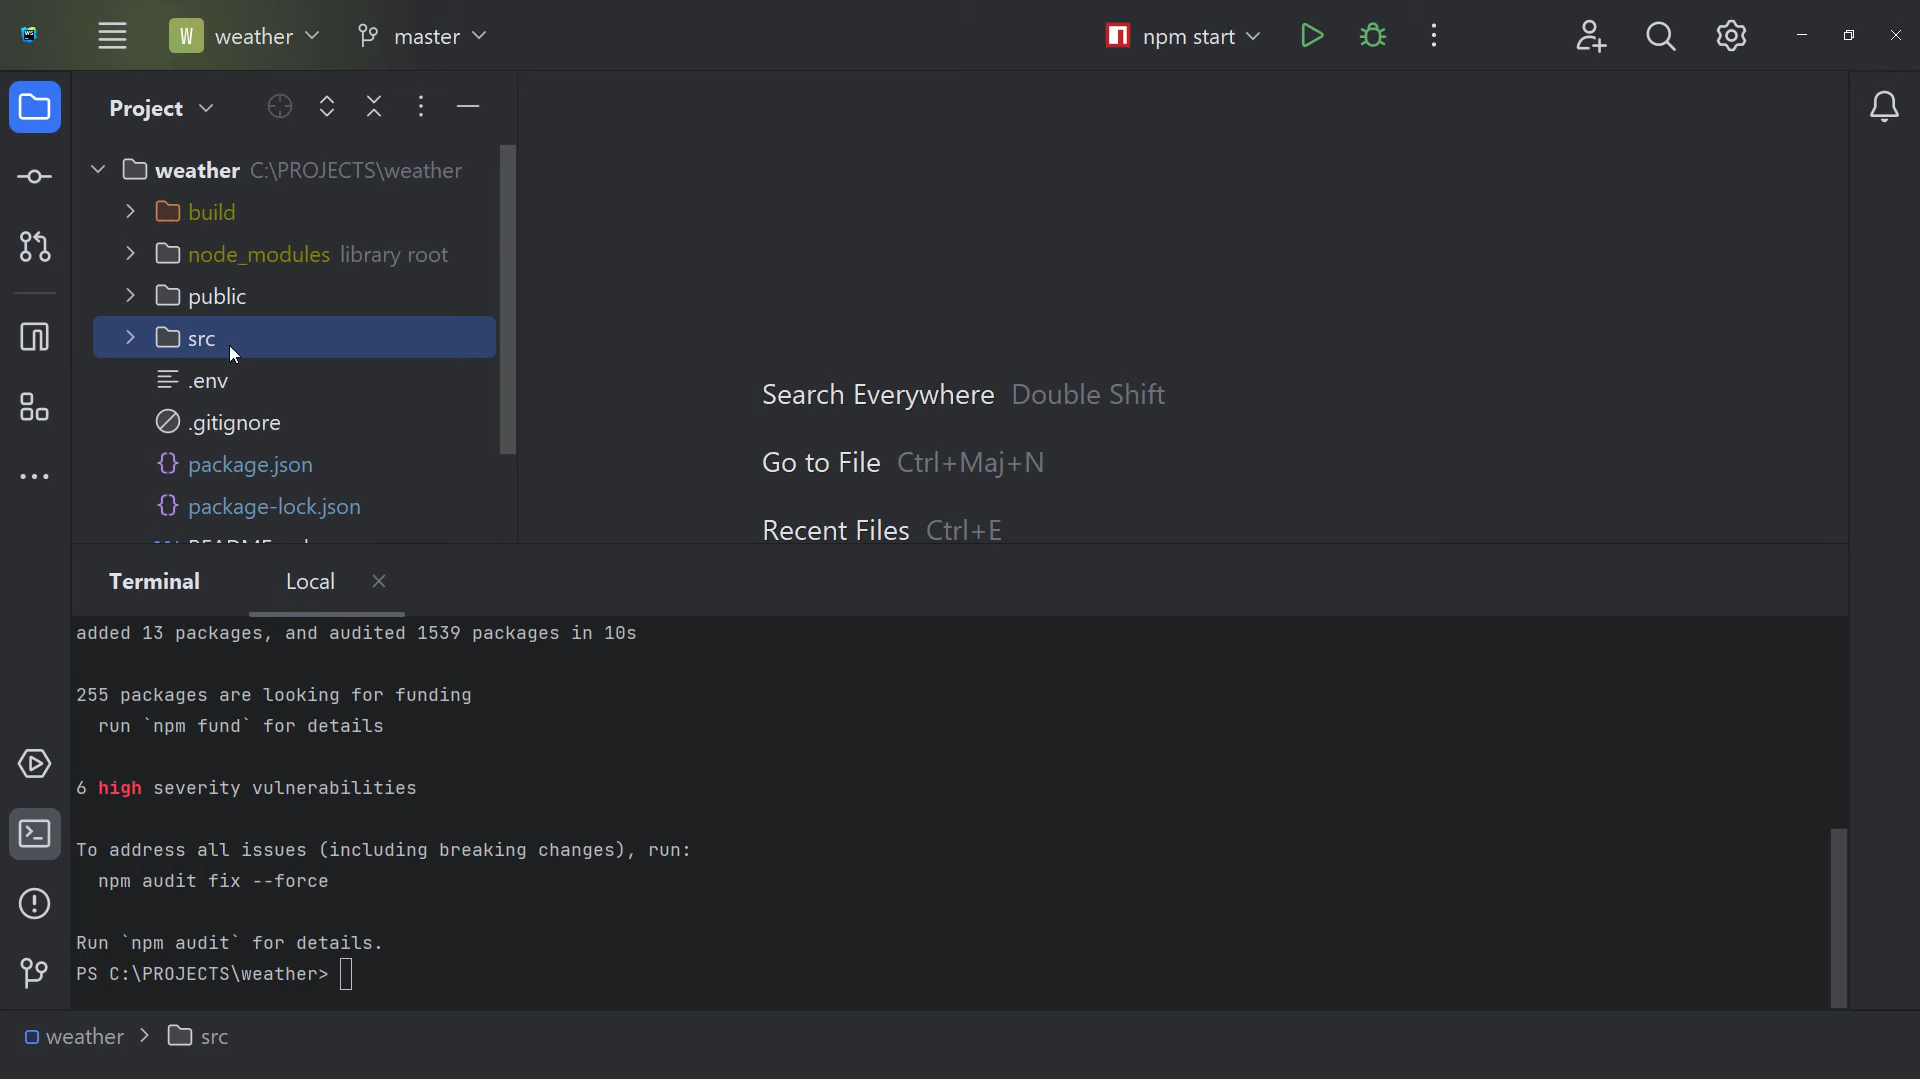 WS
W weather
master
npm start
Project
weather C:\PROJECTS\weather
build
node_modules library root
public
src
.env
.gitignore
package.json
package-lock.json
Search Everywhere Double Shift
Go to File Ctrl+Maj+N
Recent Files Ctrl+E
Terminal
Local
added 13 packages, and audited 1539 packages in 10s
255 packages are looking for funding
run `npm fund` for details
6 high severity vulnerabilities
To address all issues (including breaking changes), run:
npm audit fix --force
Run `npm audit` for details.
PS C:\PROJECTS\weather>
weather > src